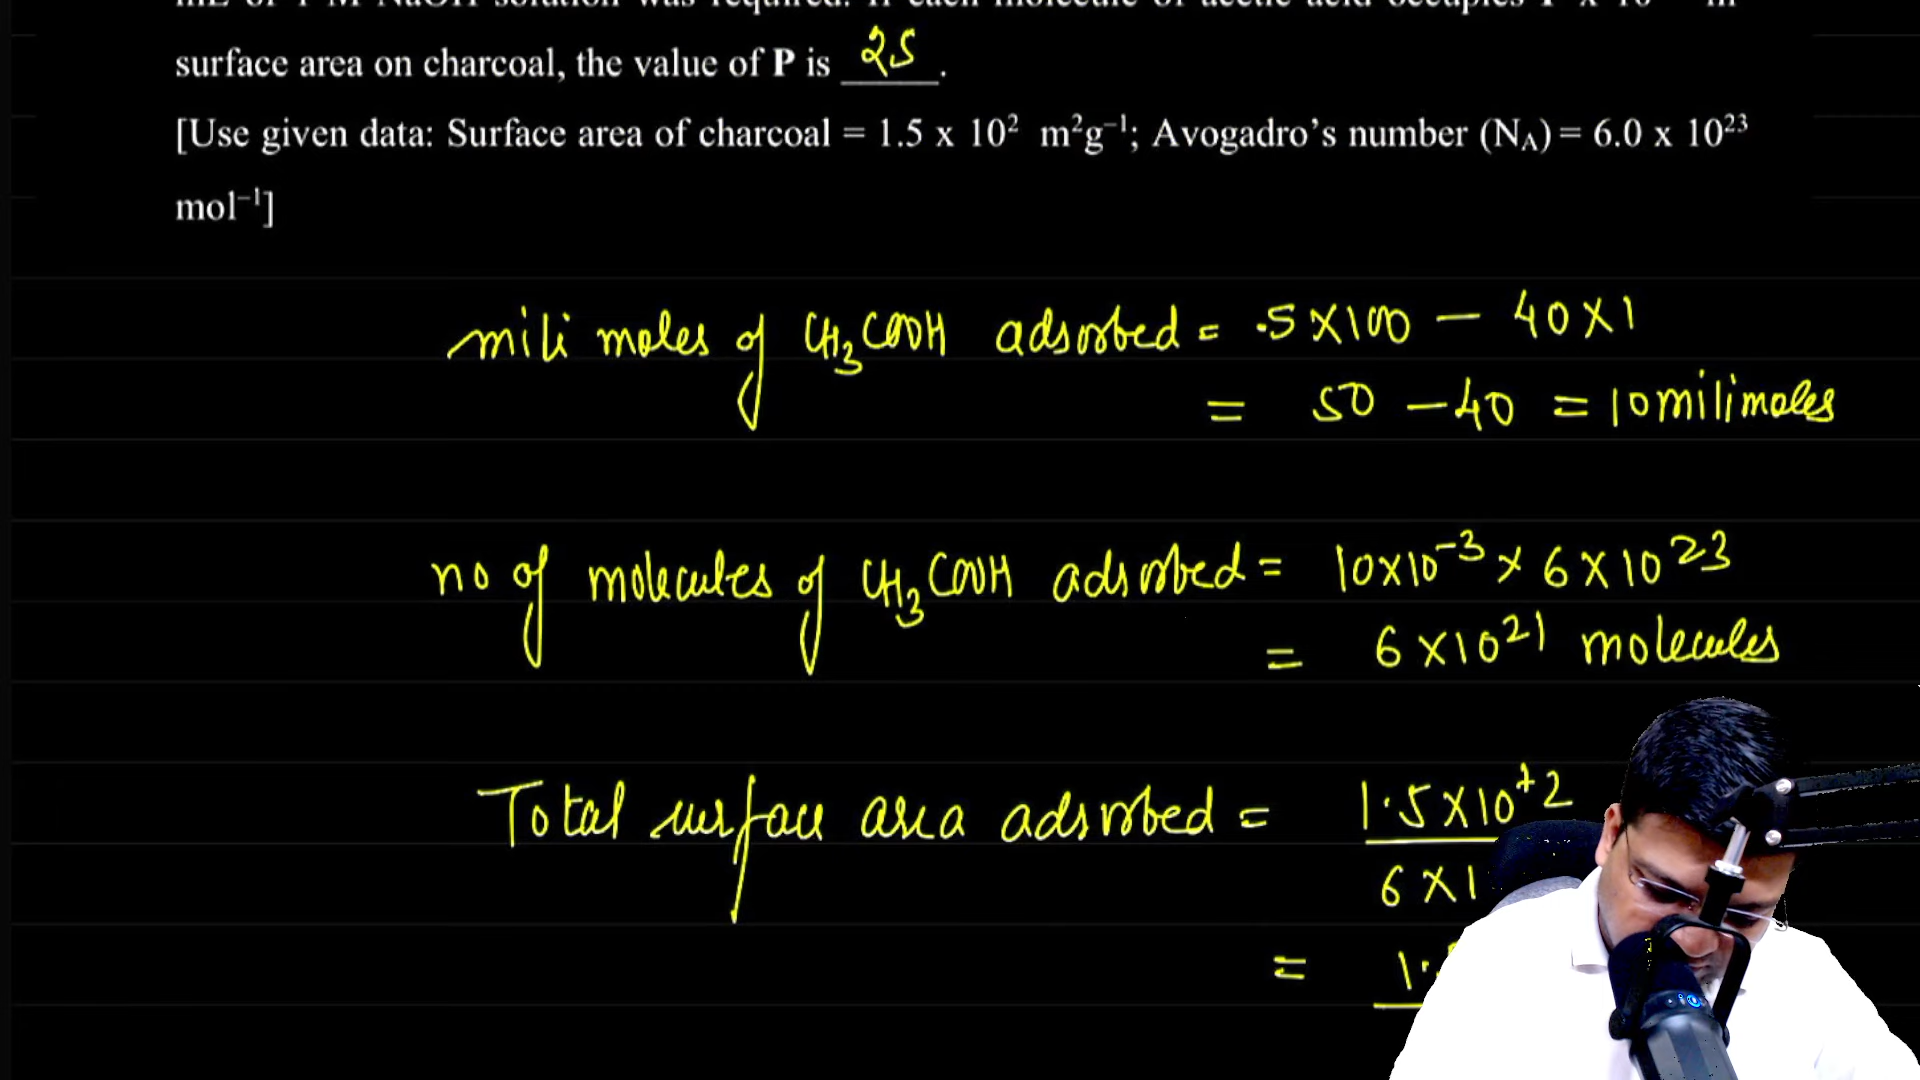 surface area on charcoal, the value of P is 25.
[Use given data: Surface area of charcoal = 1.5 x 10² m²g⁻¹; Avogadro's number (N_A) = 6.0 x 10²³
mol⁻¹]
mili moles of CH₃COOH adsorbed = .5×100 − 40×1
= 50 − 40 = 10 milimoles
no of molecules of CH₃COOH adsorbed = 10×10⁻³ × 6×10²³
= 6×10²¹ molecules
Total surface area adsorbed = 1.5×10⁺²
6×1
= 1.